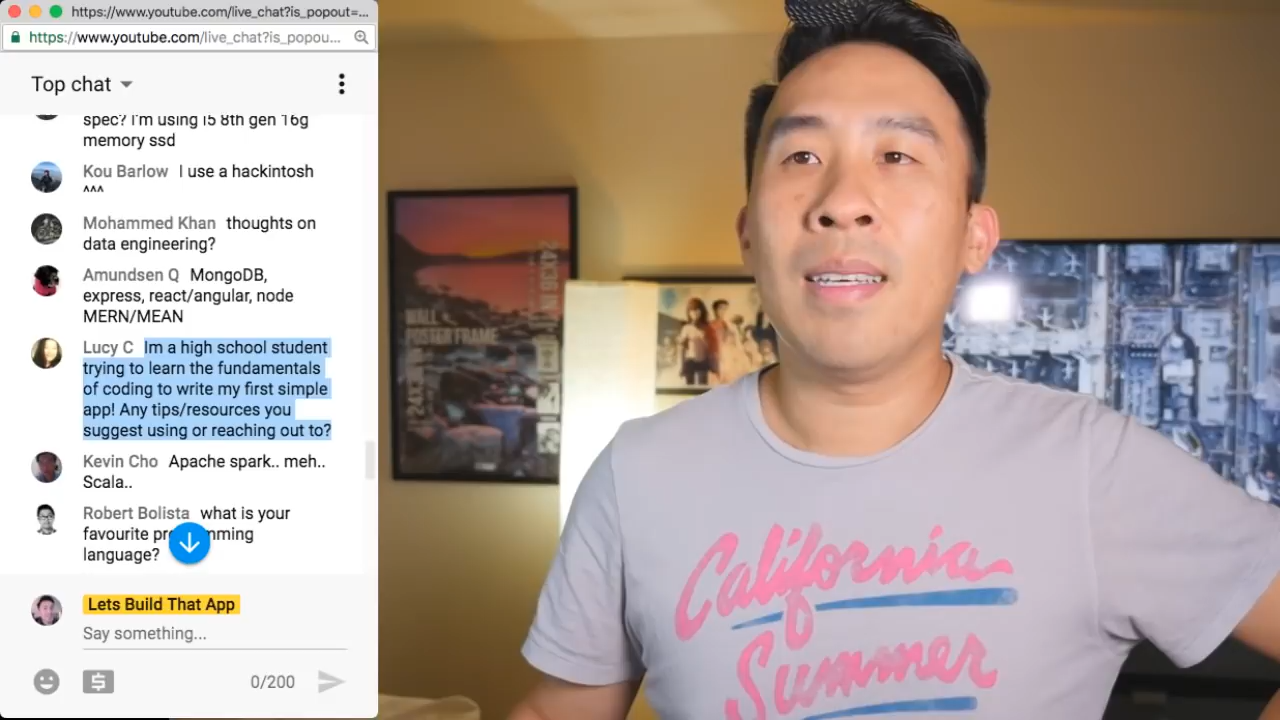 https://www.youtube.com/live_chat?is_popout=...
https://www.youtube.com/live_chat?is_popou...
Top chat
spec? I'm using I5 8th gen 16g
memory ssd
Kou Barlow I use a hackintosh
^^^
Mohammed Khan thoughts on
data engineering?
Amundsen Q MongoDB,
express, react/angular, node
MERN/MEAN
Lucy C Im a high school student
trying to learn the fundamentals
of coding to write my first simple
app! Any tips/resources you
suggest using or reaching out to?
Kevin Cho Apache spark.. meh..
Scala..
Robert Bolista what is your
favourite
language?
Lets Build That App
Say something...
0/200
24X36 IN
WALL
POSTER FRAME
California
Summer